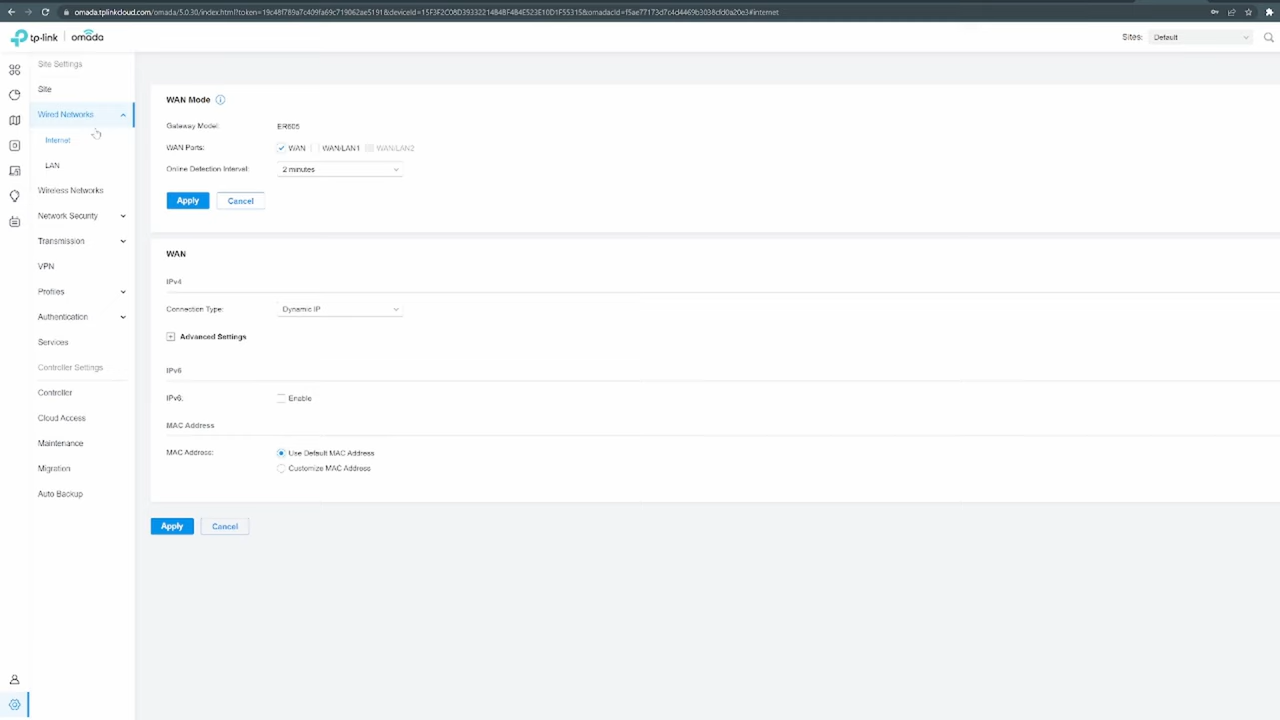 omada.tplinkcloud.com/omada/5.0.30/index.html?token=19c48f789a7c409fa69c719062ae5191&deviceId=15F3F2C08D39332214B4BF4B4E523E10D1F55315&omadacId=f5ae77173d7c4d4469b3038cfd0a20e3#internet
tp-link | omada
Sites: Default
Site Settings
Site
Wired Networks
Internet
LAN
Wireless Networks
Network Security
Transmission
VPN
Profiles
Authentication
Services
Controller Settings
Controller
Cloud Access
Maintenance
Migration
Auto Backup
WAN Mode
Gateway Model: ER605
WAN Ports: WAN WAN/LAN1 WAN/LAN2
Online Detection Interval: 2 minutes
Apply Cancel
WAN
IPv4
Connection Type: Dynamic IP
Advanced Settings
IPv6
IPv6: Enable
MAC Address
MAC Address: Use Default MAC Address
Customize MAC Address
Apply Cancel